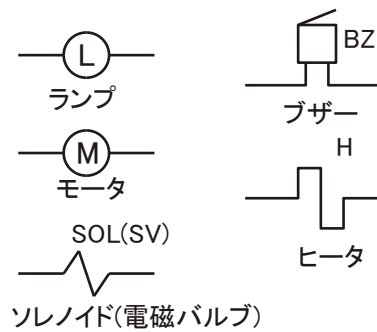 L
ランプ
M
モータ
SOL(SV)
ソレノイド(電磁バルブ)
BZ
ブザー
H
ヒータ